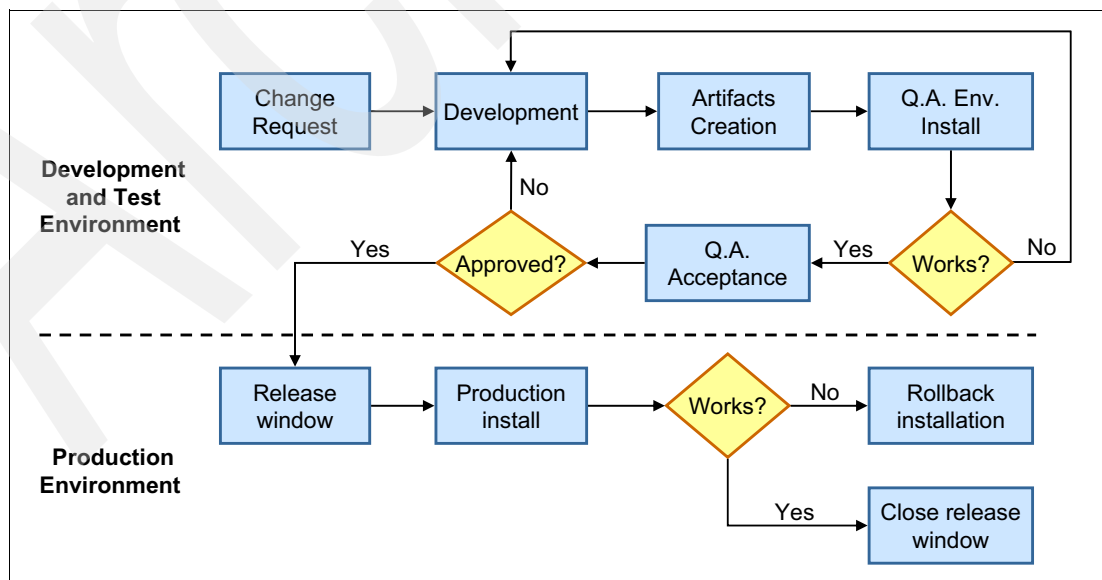 Change
Request
Development
Artifacts
Creation
Q.A. Env.
Install
Development
and Test
Environment
No
Yes
Approved?
Q.A.
Acceptance
Yes
Works?
No
Release
window
Production
install
Works?
No
Rollback
installation
Production
Environment
Yes
Close release
window